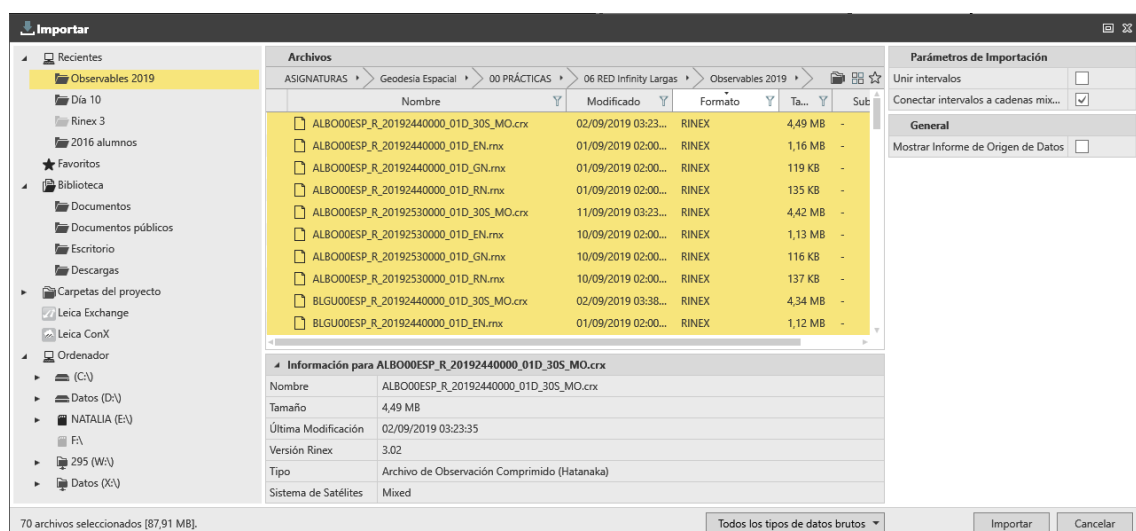 Importar
Recientes
Observables 2019
Día 10
Rinex 3
2016 alumnos
Favoritos
Biblioteca
Documentos
Documentos públicos
Escritorio
Descargas
Carpetas del proyecto
Leica Exchange
Leica ConX
Ordenador
(C:\)
Datos (D:\)
NATALIA (E:\)
F:\
295 (W:\)
Datos (X:\)
Archivos
ASIGNATURAS Geodesia Espacial 00 PRÁCTICAS 06 RED Infinity Largas Observables 2019
Nombre Modificado Formato Ta... Sub
ALBO00ESP_R_20192440000_01D_30S_MO.crx 02/09/2019 03:23... RINEX 4,49 MB -
ALBO00ESP_R_20192440000_01D_EN.rnx 01/09/2019 02:00... RINEX 1,16 MB -
ALBO00ESP_R_20192440000_01D_GN.rnx 01/09/2019 02:00... RINEX 119 KB -
ALBO00ESP_R_20192440000_01D_RN.rnx 01/09/2019 02:00... RINEX 135 KB -
ALBO00ESP_R_20192530000_01D_30S_MO.crx 11/09/2019 03:23... RINEX 4,42 MB -
ALBO00ESP_R_20192530000_01D_EN.rnx 10/09/2019 02:00... RINEX 1,13 MB -
ALBO00ESP_R_20192530000_01D_GN.rnx 10/09/2019 02:00... RINEX 116 KB -
ALBO00ESP_R_20192530000_01D_RN.rnx 10/09/2019 02:00... RINEX 137 KB -
BLGU00ESP_R_20192440000_01D_30S_MO.crx 02/09/2019 03:38... RINEX 4,34 MB -
BLGU00ESP_R_20192440000_01D_EN.rnx 01/09/2019 02:00... RINEX 1,12 MB -
Información para ALBO00ESP_R_20192440000_01D_30S_MO.crx
Nombre ALBO00ESP_R_20192440000_01D_30S_MO.crx
Tamaño 4,49 MB
Última Modificación 02/09/2019 03:23:35
Versión Rinex 3.02
Tipo Archivo de Observación Comprimido (Hatanaka)
Sistema de Satélites Mixed
Parámetros de Importación
Unir intervalos
Conectar intervalos a cadenas mix...
General
Mostrar Informe de Origen de Datos
70 archivos seleccionados [87,91 MB].
Todos los tipos de datos brutos
Importar
Cancelar